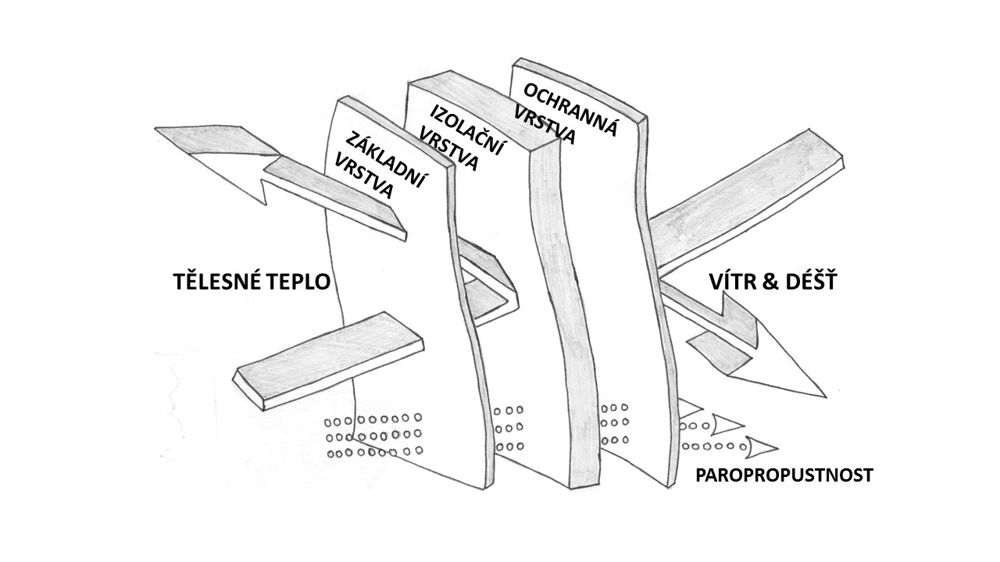 ZÁKLADNÍ
VRSTVA
IZOLAČNÍ
VRSTVA
OCHRANNÁ
VRSTVA
TĚLESNÉ TEPLO
VÍTR & DÉŠŤ
PAROPROPUSTNOST